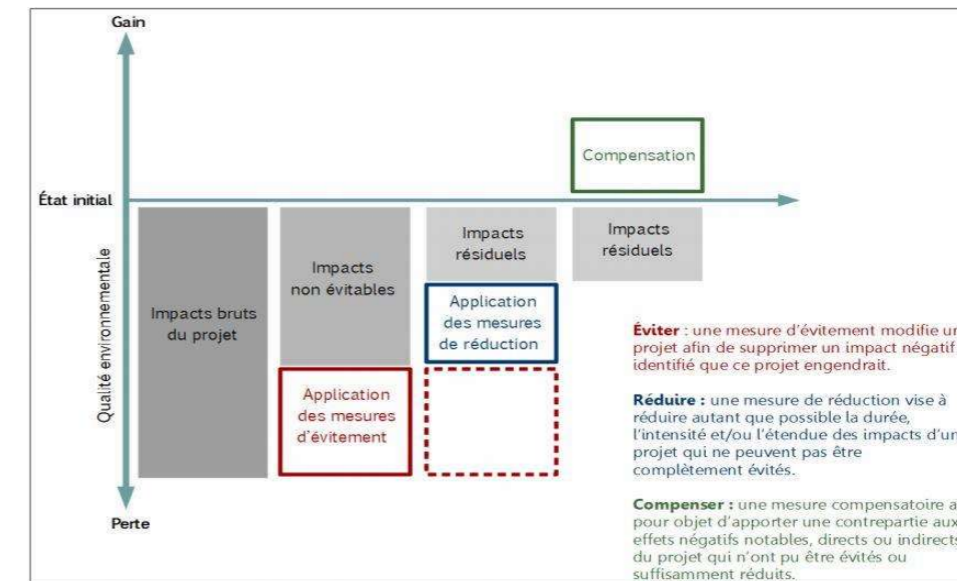 Gain
Compensation
État initial
Impacts bruts
du projet
Impacts
non évitables
Impacts
résiduels
Impacts
résiduels
Application
des mesures
de réduction
Application
des mesures
d'évitement
Qualité environnementale
Perte
Éviter : une mesure d'évitement modifie un
projet afin de supprimer un impact négatif
identifié que ce projet engendrait.
Réduire : une mesure de réduction vise à
réduire autant que possible la durée,
l'intensité et/ou l'étendue des impacts d'un
projet qui ne peuvent pas être
complètement évités.
Compenser : une mesure compensatoire a
pour objet d'apporter une contrepartie aux
effets négatifs notables, directs ou indirects
du projet qui n'ont pu être évités ou
suffisamment réduits.